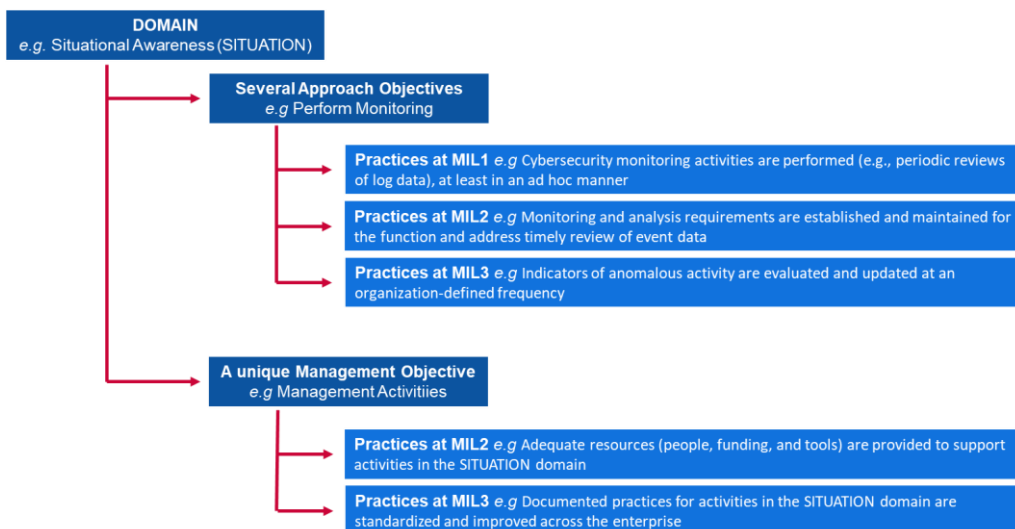 DOMAIN
e.g. Situational Awareness (SITUATION)
Several Approach Objectives
e.g Perform Monitoring
Practices at MIL1 e.g Cybersecurity monitoring activities are performed (e.g., periodic reviews
of log data), at least in an ad hoc manner
Practices at MIL2 e.g Monitoring and analysis requirements are established and maintained for
the function and address timely review of event data
Practices at MIL3 e.g Indicators of anomalous activity are evaluated and updated at an
organization-defined frequency
A unique Management Objective
e.g Management Activitiies
Practices at MIL2 e.g Adequate resources (people, funding, and tools) are provided to support
activities in the SITUATION domain
Practices at MIL3 e.g Documented practices for activities in the SITUATION domain are
standardized and improved across the enterprise